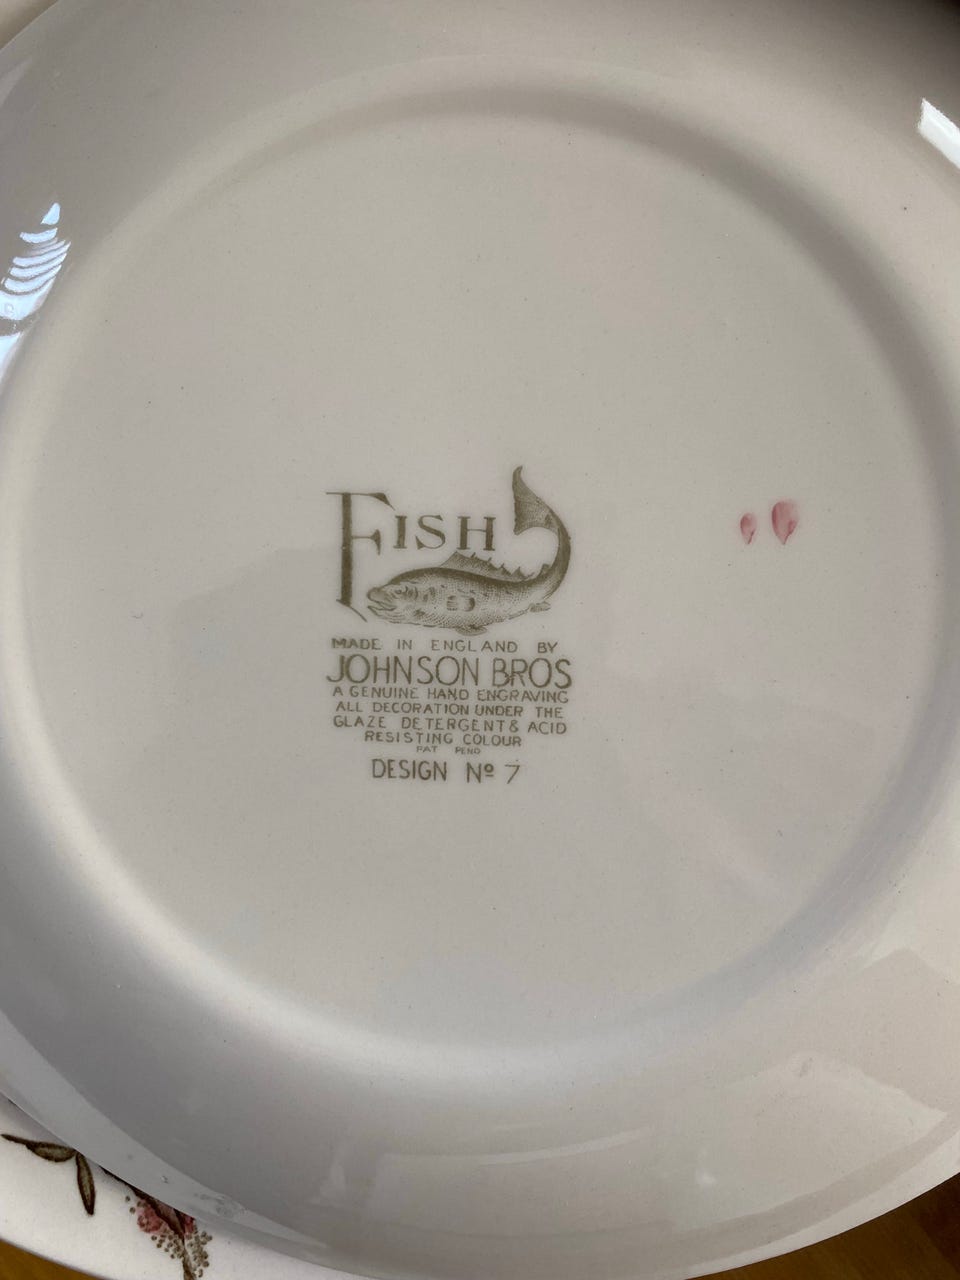 FISH
MADE IN ENGLAND BY
JOHNSON BROS
A GENUINE HAND ENGRAVING
ALL DECORATION UNDER THE
GLAZE DETERGENT & ACID
RESISTING COLOUR
PAT PEND
DESIGN Nº 7